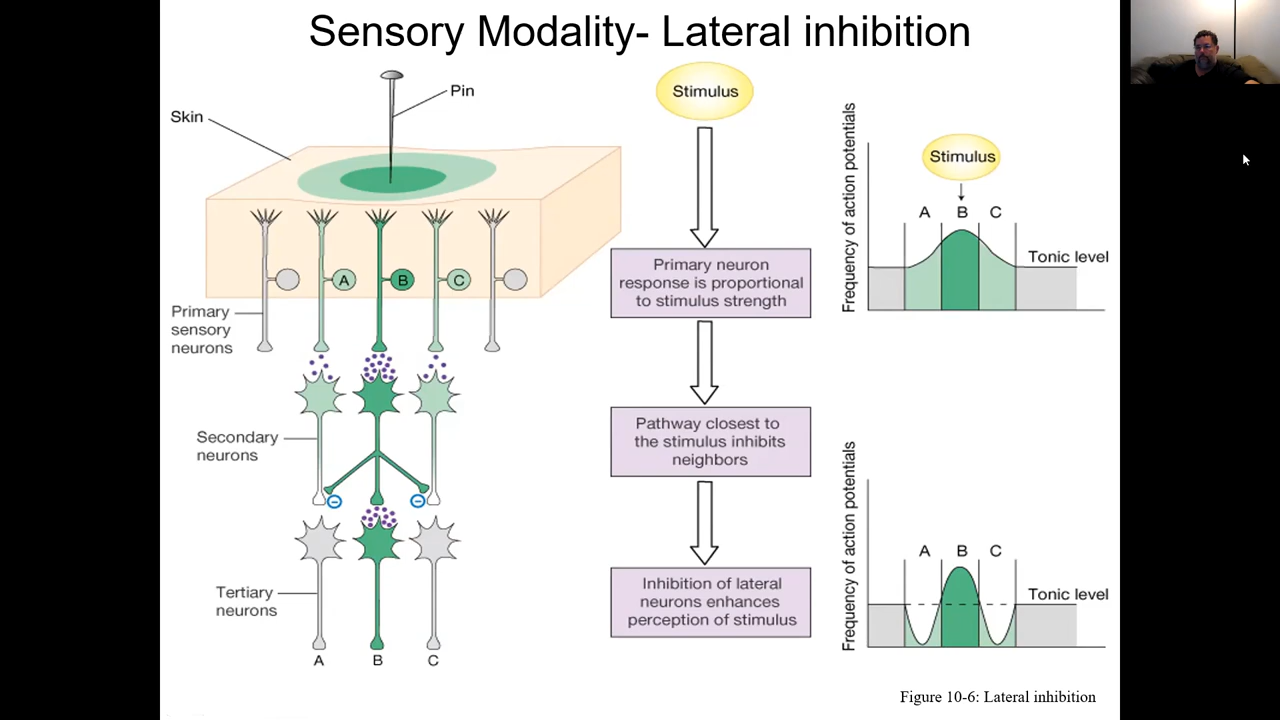 Sensory Modality- Lateral inhibition
Pin
Skin
A
B
C
Primary
sensory
neurons
Secondary
neurons
−
−
Tertiary
neurons
A
B
C
Stimulus
Primary neuron
response is proportional
to stimulus strength
Pathway closest to
the stimulus inhibits
neighbors
Inhibition of lateral
neurons enhances
perception of stimulus
Frequency of action potentials
Stimulus
A
B
C
Tonic level
Frequency of action potentials
A
B
C
Tonic level
Figure 10-6: Lateral inhibition